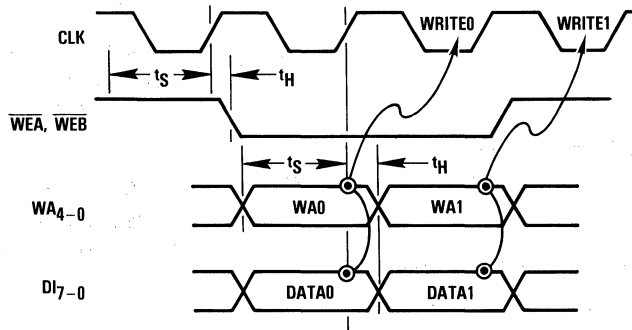 CLK WRITE0 WRITE1
tS tH
WEA, WEB
tS tH
WA4–0 WA0 WA1
DI7–0 DATA0 DATA1